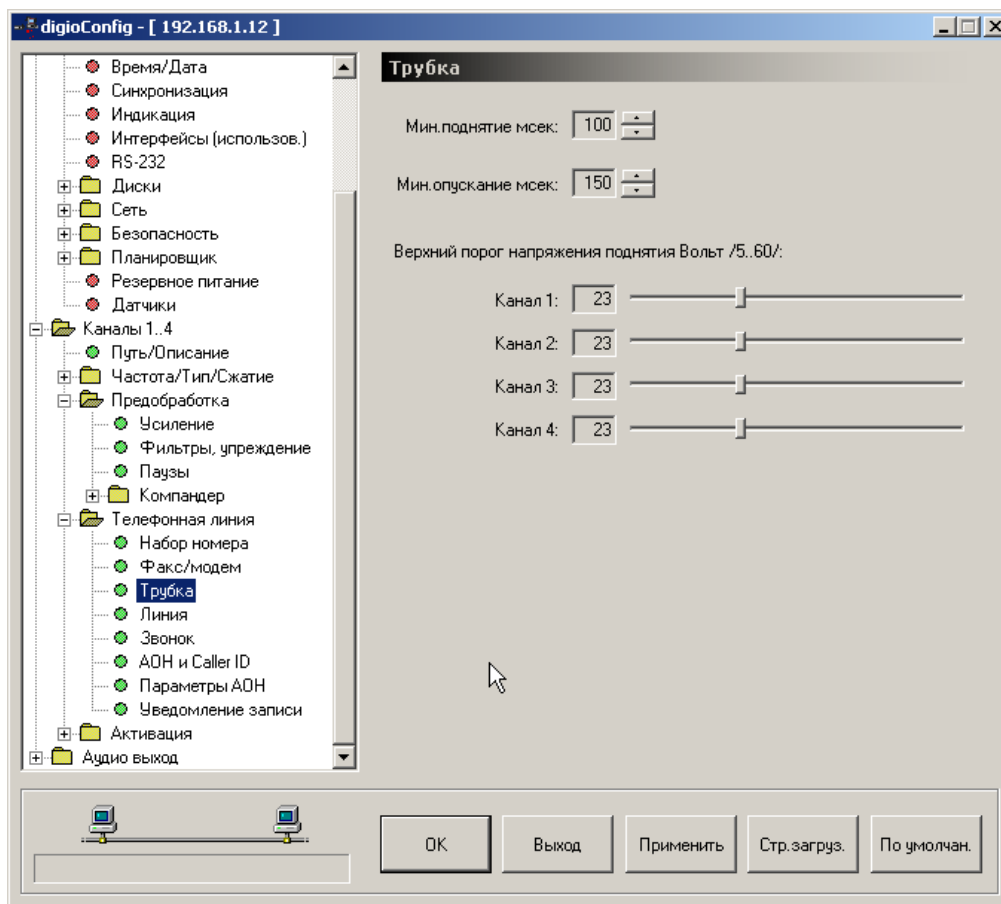 digioConfig - [ 192.168.1.12 ]
Время/Дата
Синхронизация
Индикация
Интерфейсы (использов.)
RS-232
Диски
Сеть
Безопасность
Планировщик
Резервное питание
Датчики
Каналы 1..4
Путь/Описание
Частота/Тип/Сжатие
Предобработка
Усиление
Фильтры, упреждение
Паузы
Компандер
Телефонная линия
Набор номера
Факс/модем
Трубка
Линия
Звонок
АОН и Caller ID
Параметры АОН
Уведомление записи
Активация
Аудио выход
Трубка
Мин.поднятие мсек: 100
Мин.опускание мсек: 150
Верхний порог напряжения поднятия Вольт /5..60/:
Канал 1: 23
Канал 2: 23
Канал 3: 23
Канал 4: 23
OK
Выход
Применить
Стр.загруз.
По умолчан.